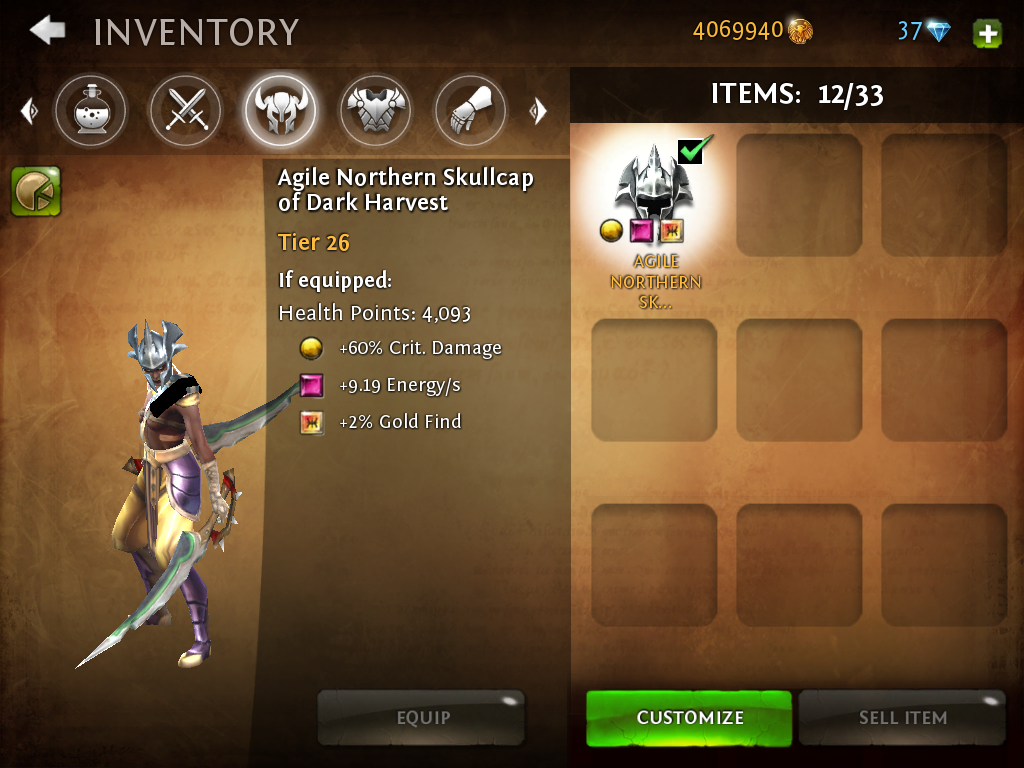 INVENTORY
4069940
37
ITEMS: 12/33
Agile Northern Skullcap
of Dark Harvest
Tier 26
If equipped:
Health Points: 4,093
+60% Crit. Damage
+9.19 Energy/s
+2% Gold Find
EQUIP
AGILE
NORTHERN
SK...
CUSTOMIZE
SELL ITEM